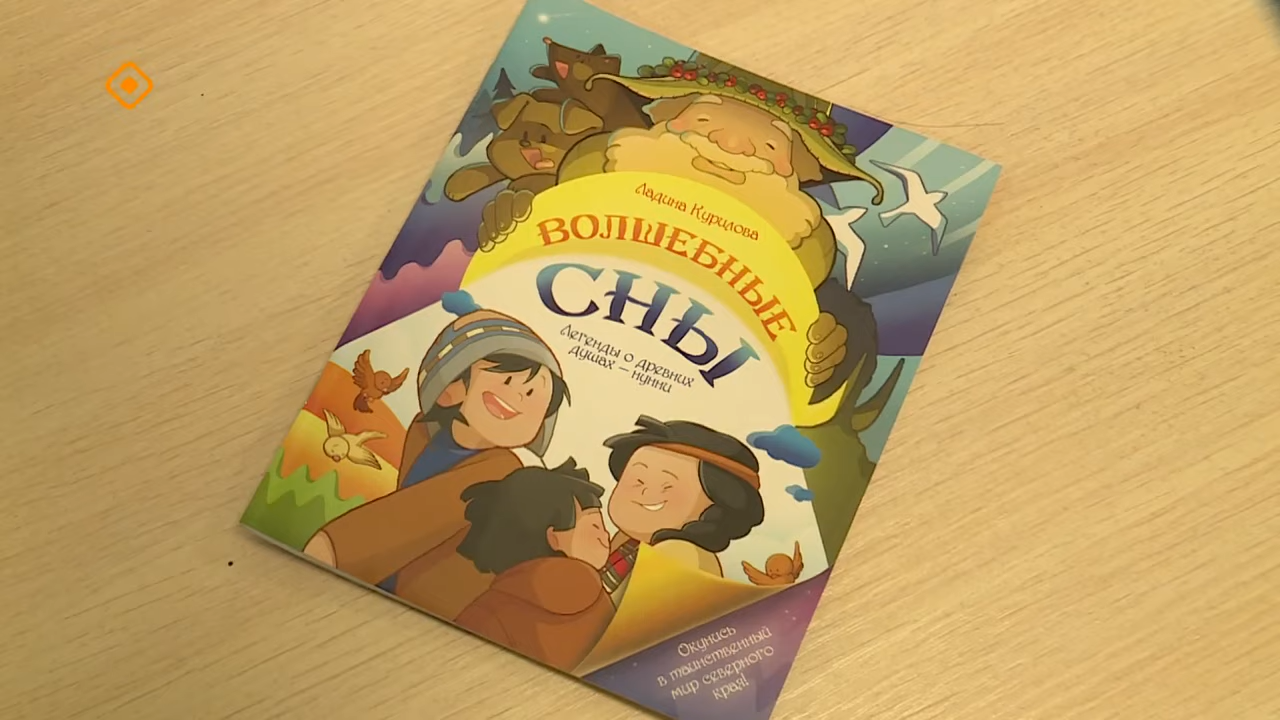 Ладина Курилова
ВОЛШЕБНЫЕ
СНЫ
Легенды о древних
душах – нунни
Окунись
в таинственный
мир северного
края!